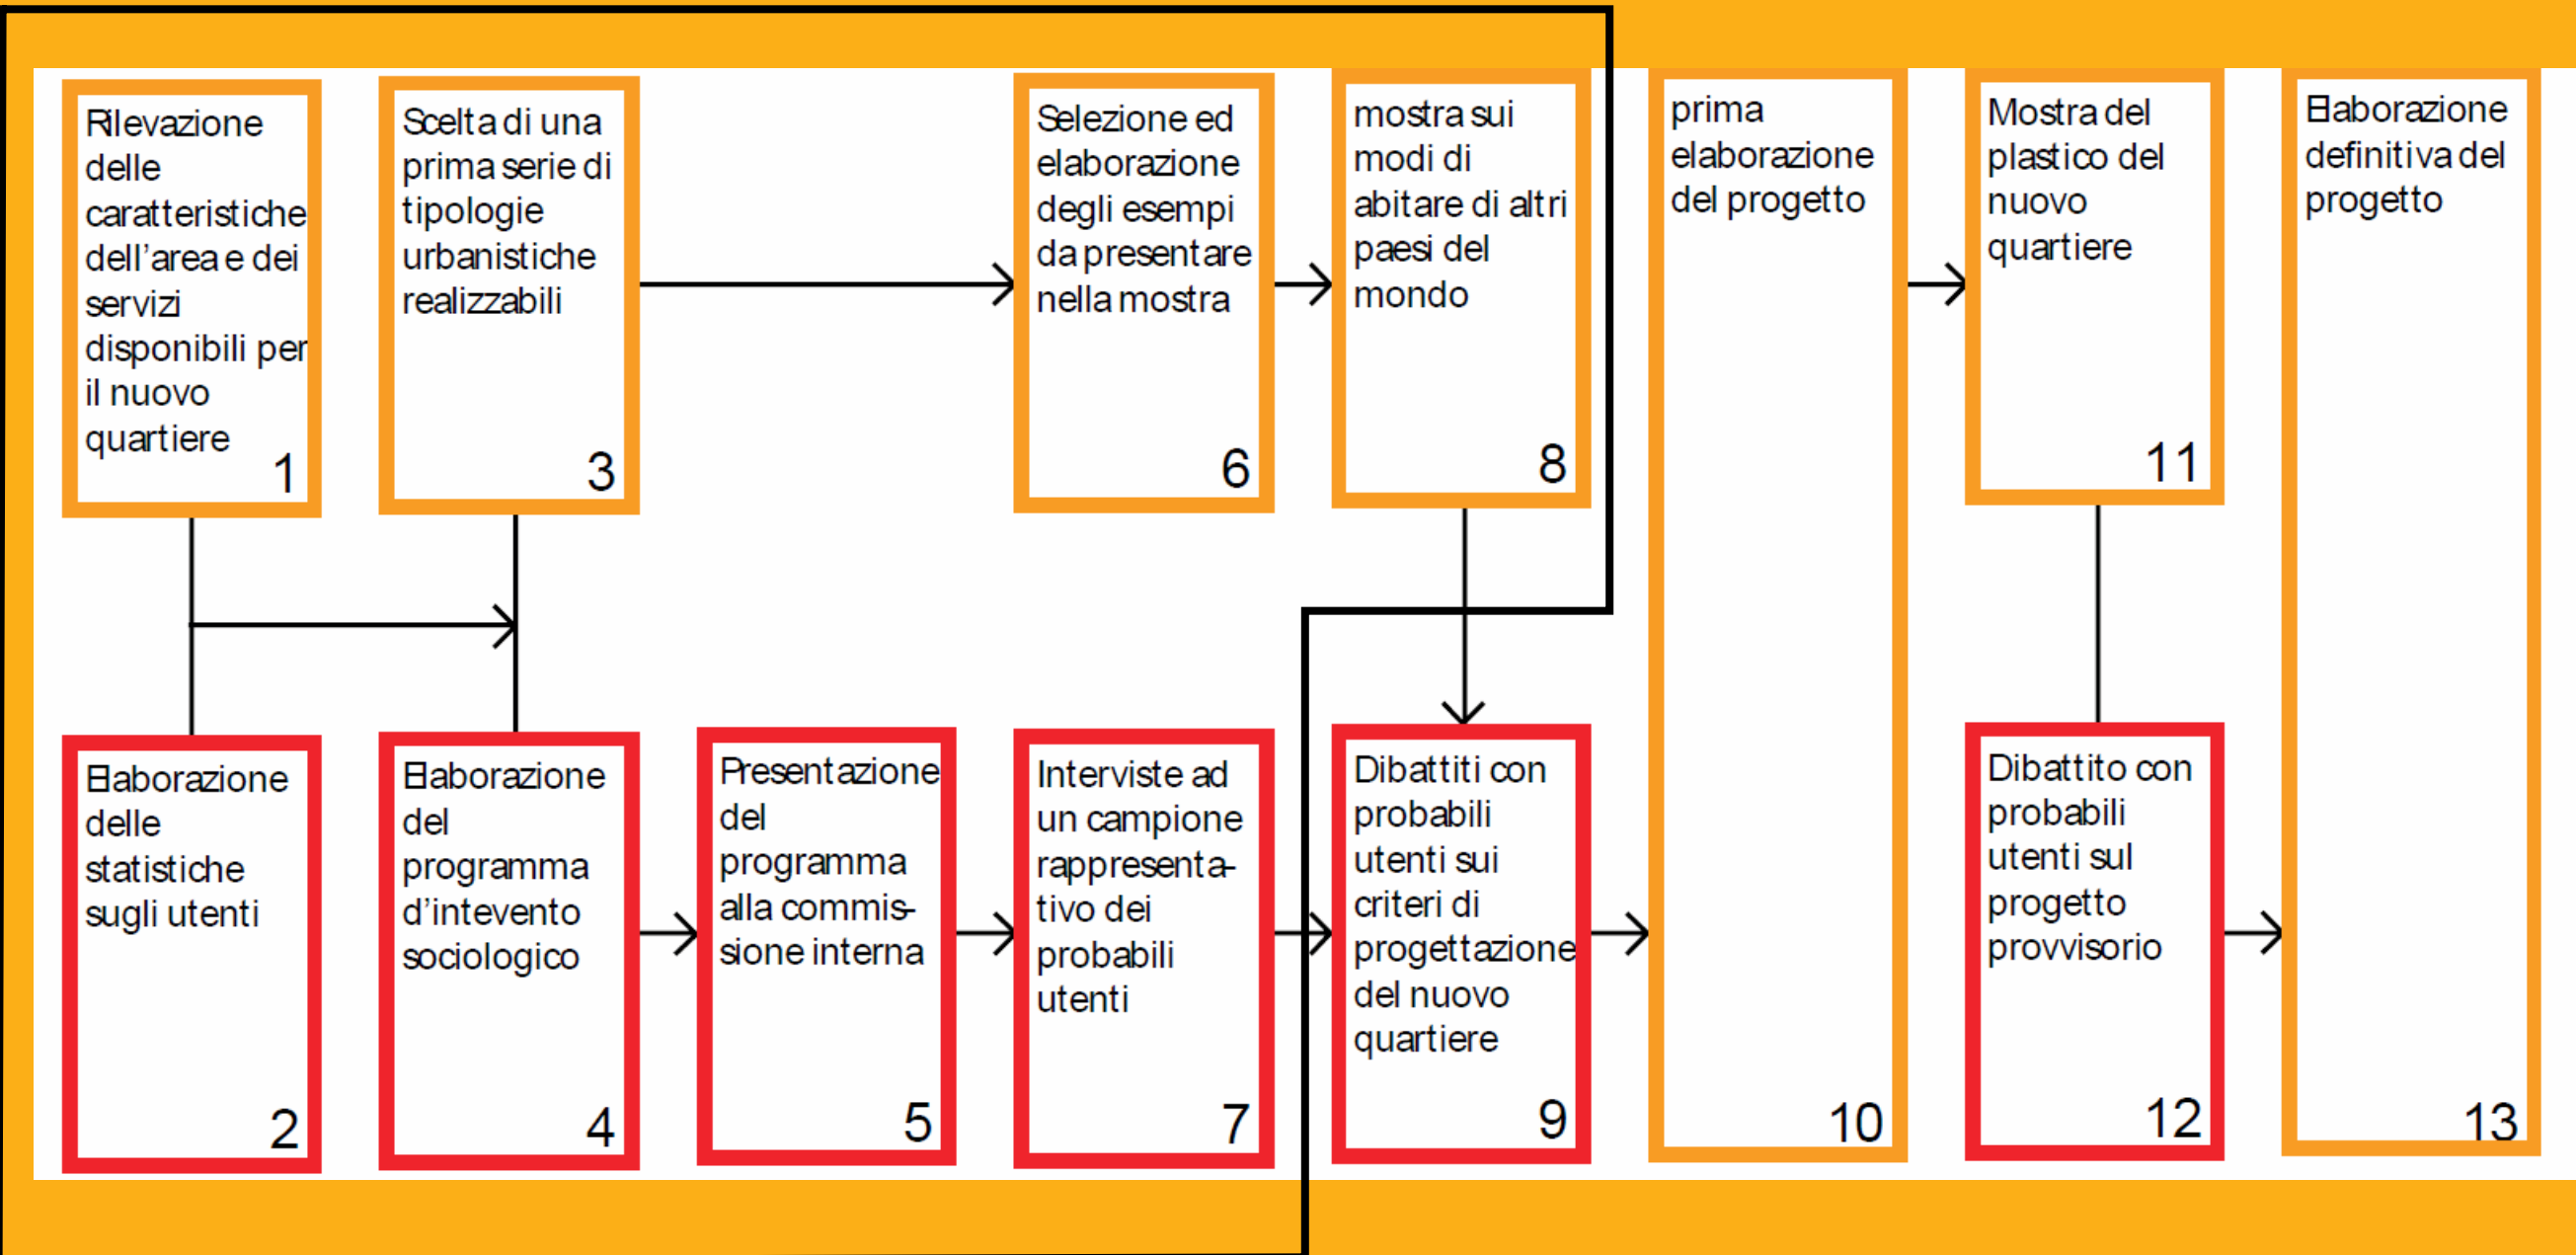 Rilevazione
delle
caratteristiche
dell'area e dei
servizi
disponibili per
il nuovo
quartiere
1
Elaborazione
delle
statistiche
sugli utenti
2
Scelta di una
prima serie di
tipologie
urbanistiche
realizzabili
3
Elaborazione
del
programma
d'intevento
sociologico
4
Presentazione
del
programma
alla commis-
sione interna
5
Selezione ed
elaborazione
degli esempi
da presentare
nella mostra
6
Interviste ad
un campione
rappresenta-
tivo dei
probabili
utenti
7
mostra sui
modi di
abitare di altri
paesi del
mondo
8
Dibattiti con
probabili
utenti sui
criteri di
progettazione
del nuovo
quartiere
9
prima
elaborazione
del progetto
10
Mostra del
plastico del
nuovo
quartiere
11
Dibattito con
probabili
utenti sul
progetto
provvisorio
12
Elaborazione
definitiva del
progetto
13